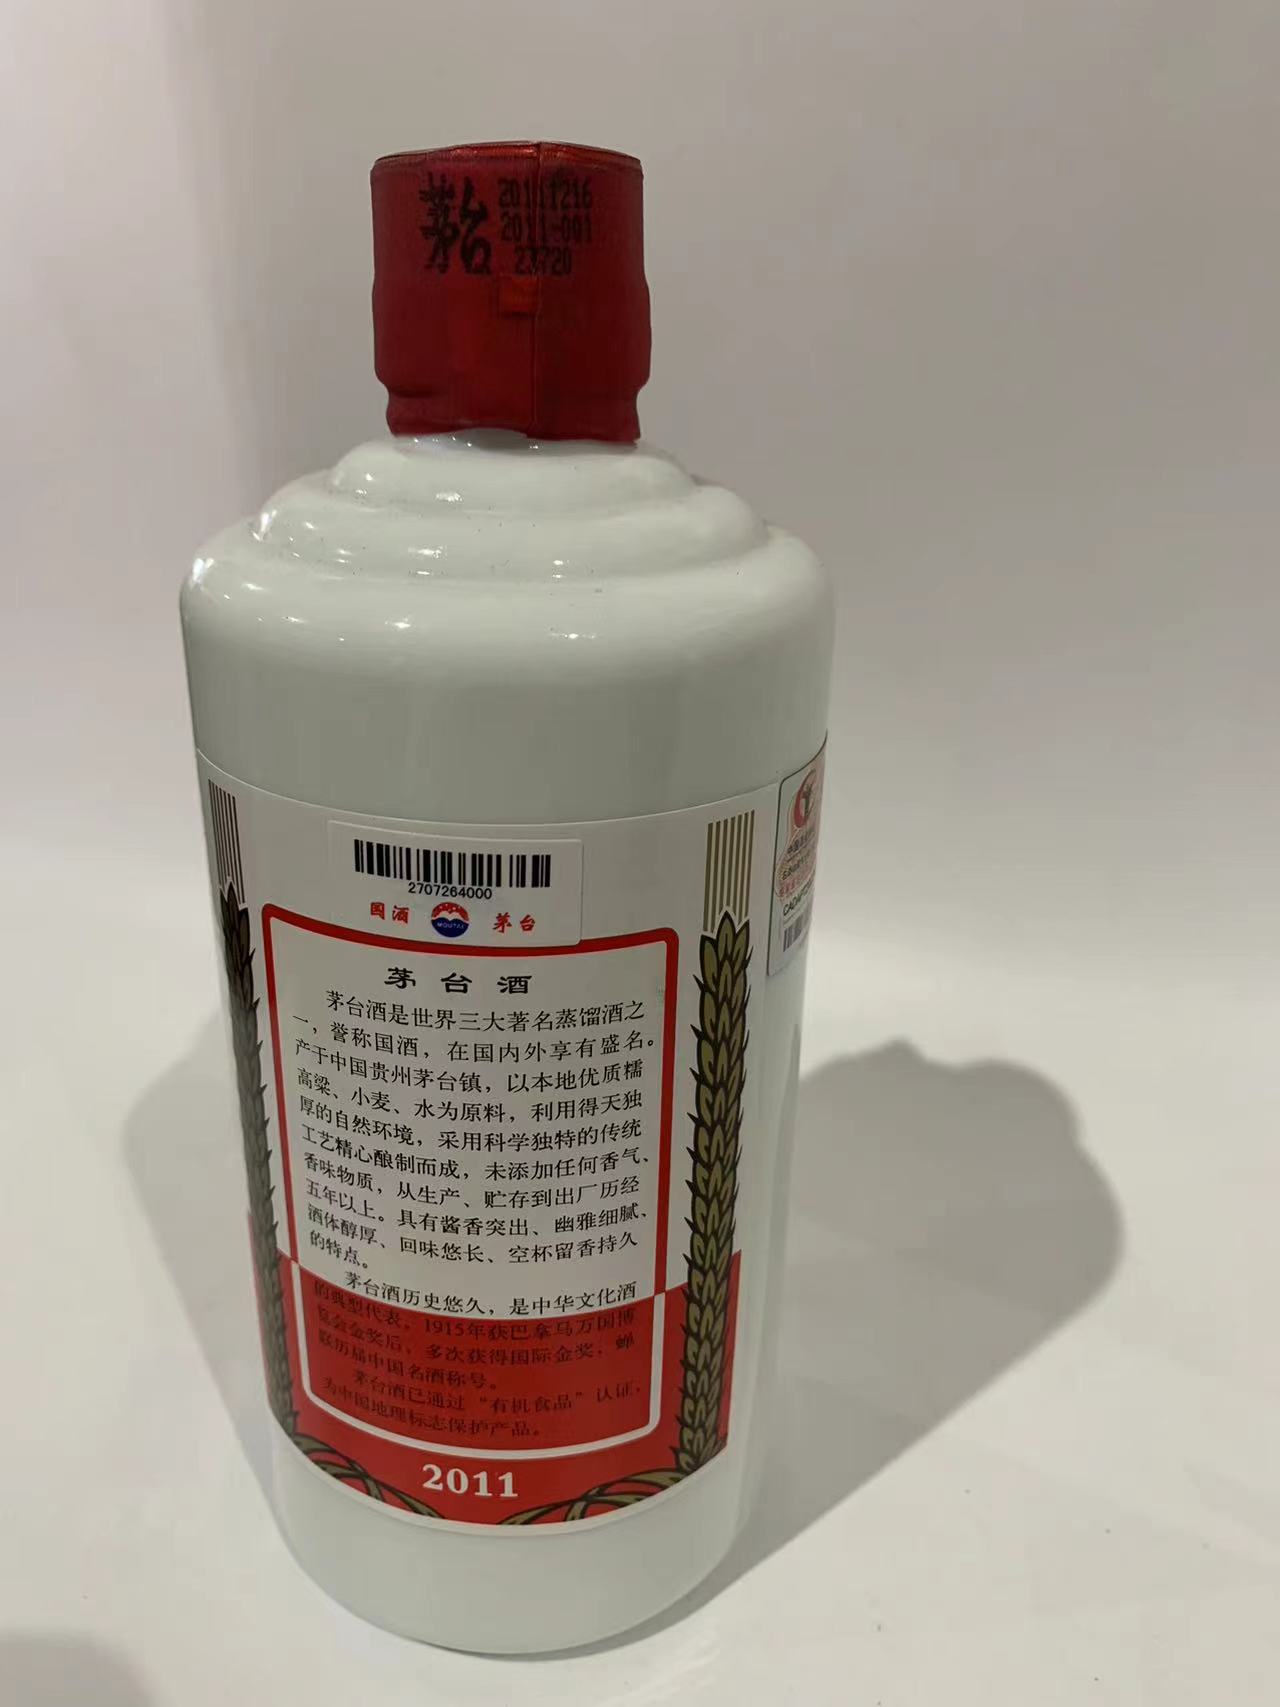 茅台
20111216
2011-001
23720
2707264000
国酒 MOUTAI 茅台
茅台酒
茅台酒是世界三大著名蒸馏酒之
一，誉称国酒，在国内外享有盛名。
产于中国贵州茅台镇，以本地优质糯
高粱、小麦、水为原料，利用得天独
厚的自然环境，采用科学独特的传统
工艺精心酿制而成，未添加任何香气、
香味物质，从生产、贮存到出厂历经
五年以上。具有酱香突出、幽雅细腻、
酒体醇厚、回味悠长、空杯留香持久
的特点。
茅台酒历史悠久，是中华文化酒
的典型代表。1915年获巴拿马万国博
览会金奖后，多次获得国际金奖；蝉
联历届中国名酒称号。
茅台酒已通过“有机食品”认证，
为中国地理标志保护产品。
2011